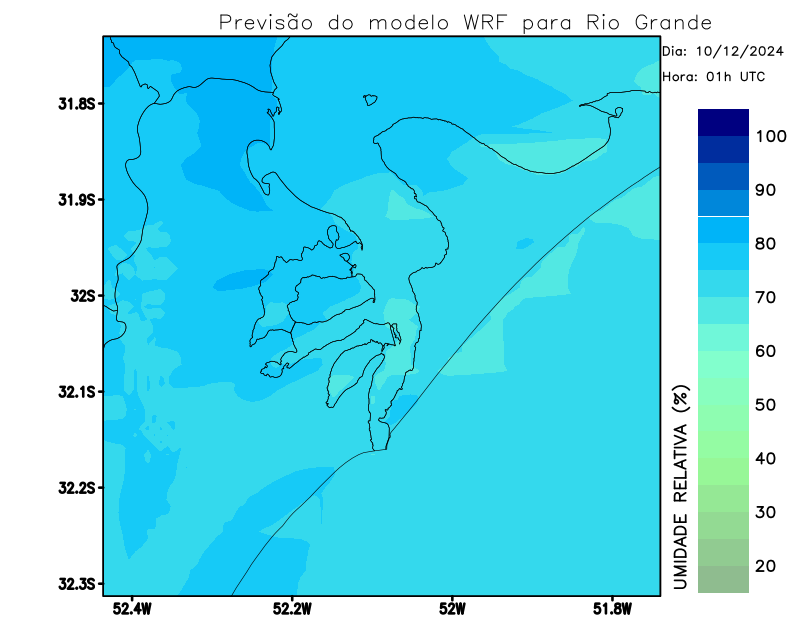 Previsão do modelo WRF para Rio Grande
Dia: 10/12/2024
Hora: 01h UTC
31.8S
31.9S
32S
32.1S
32.2S
32.3S
52.4W
52.2W
52W
51.8W
100
90
80
70
60
50
40
30
20
UMIDADE RELATIVA (%)